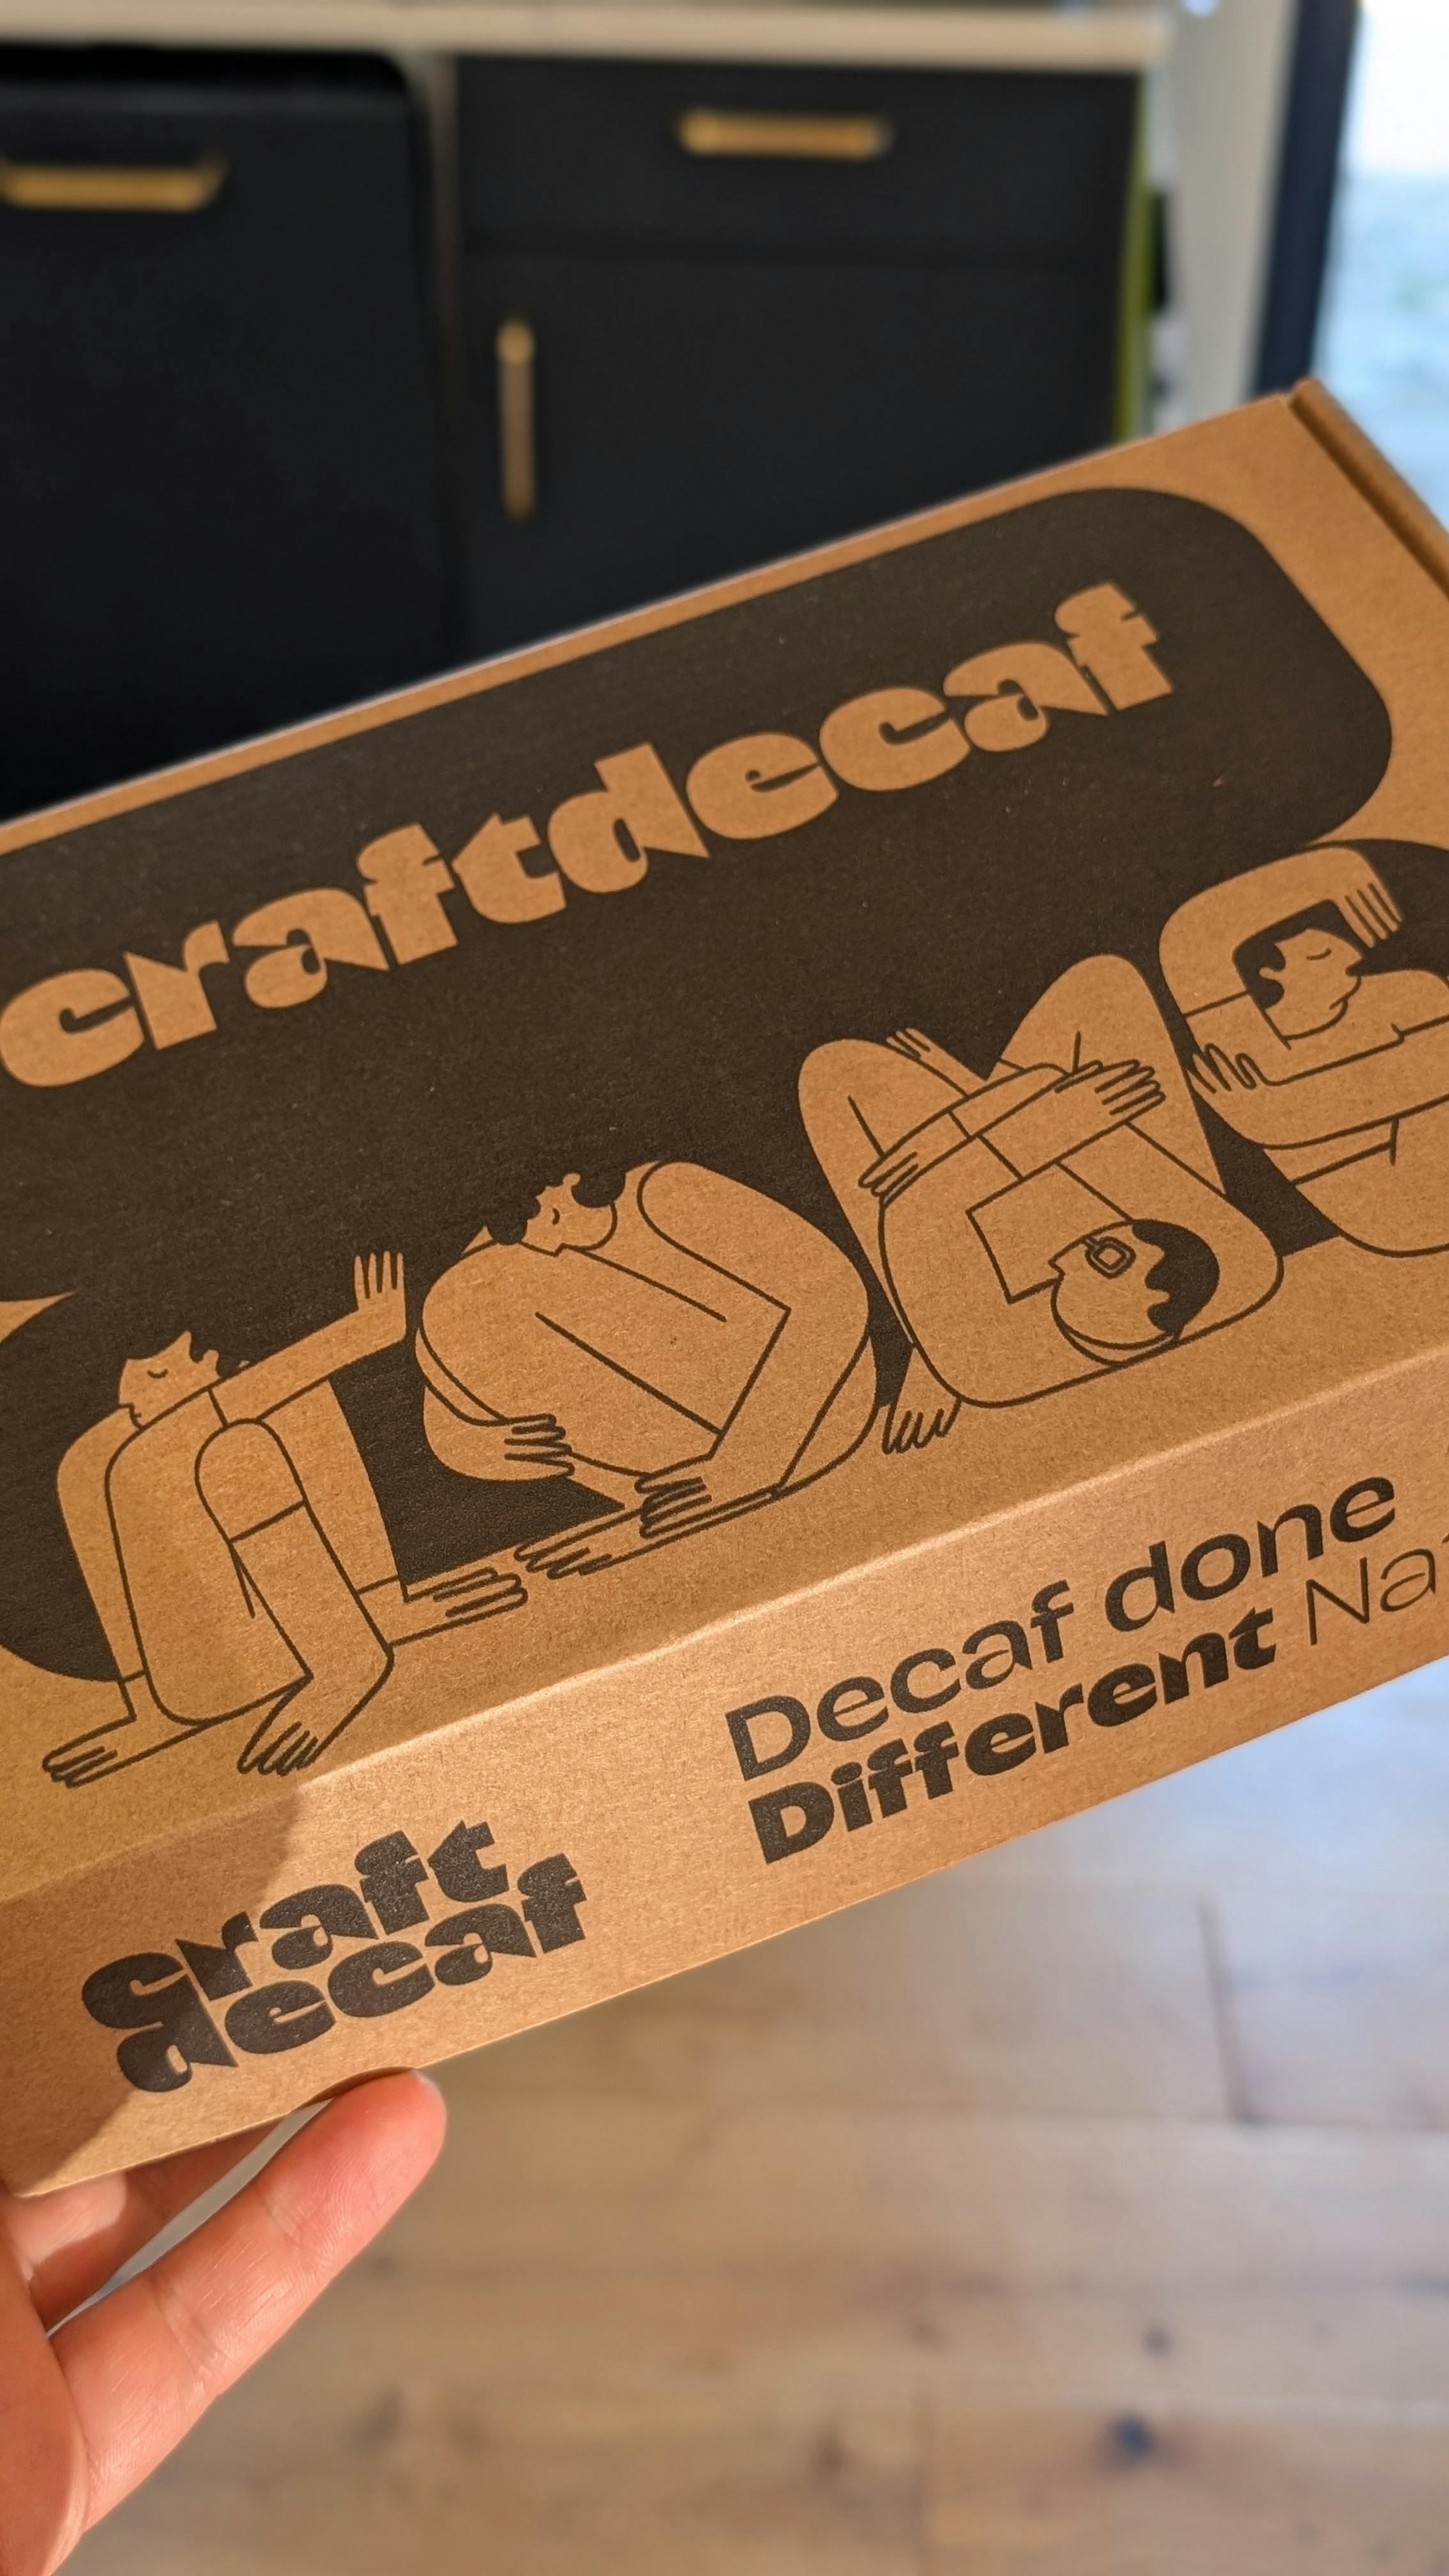 craftdecaf
craft
decaf
Decaf done
Different